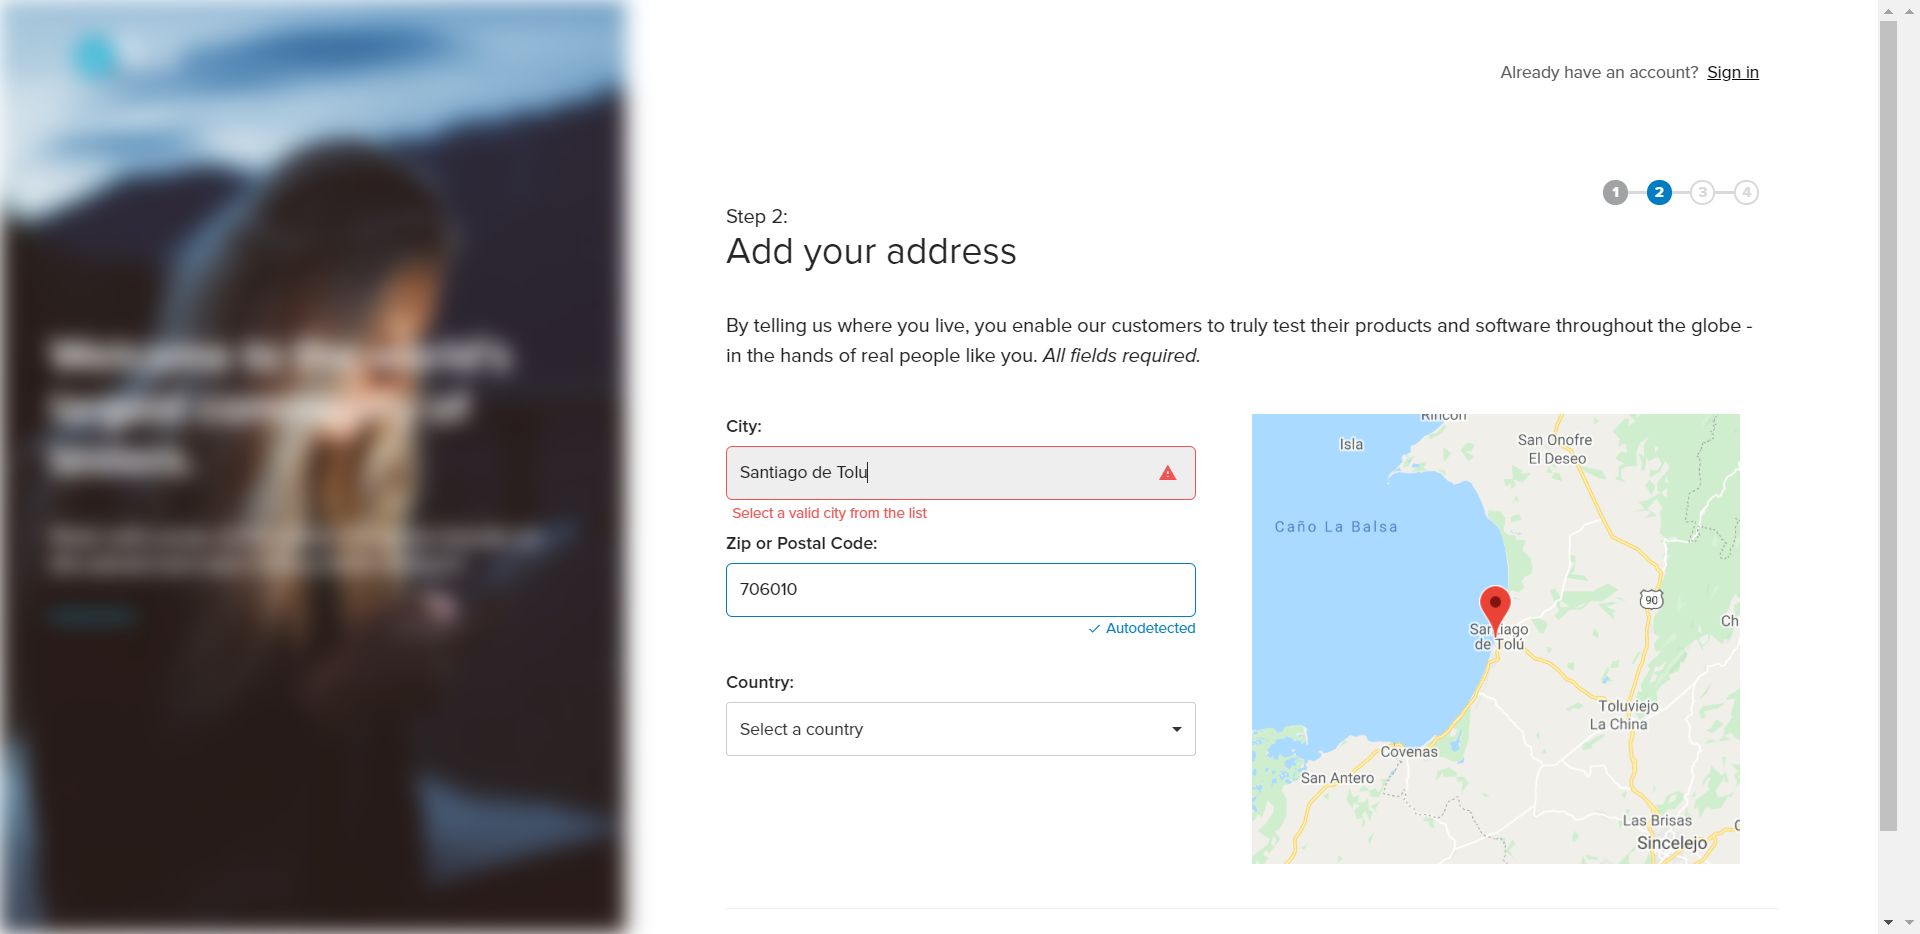 Already have an account? Sign in
1 2 3 4
Step 2:
Add your address
By telling us where you live, you enable our customers to truly test their products and software throughout the globe -
in the hands of real people like you. All fields required.
City:
Santiago de Tolu
Select a valid city from the list
Zip or Postal Code:
706010
Autodetected
Country:
Select a country
Rincón
Isla
San Onofre
El Deseo
Caño La Balsa
90
Santiago
de Tolú
Ch
Toluviejo
La China
Covenas
San Antero
Las Brisas
Sincelejo